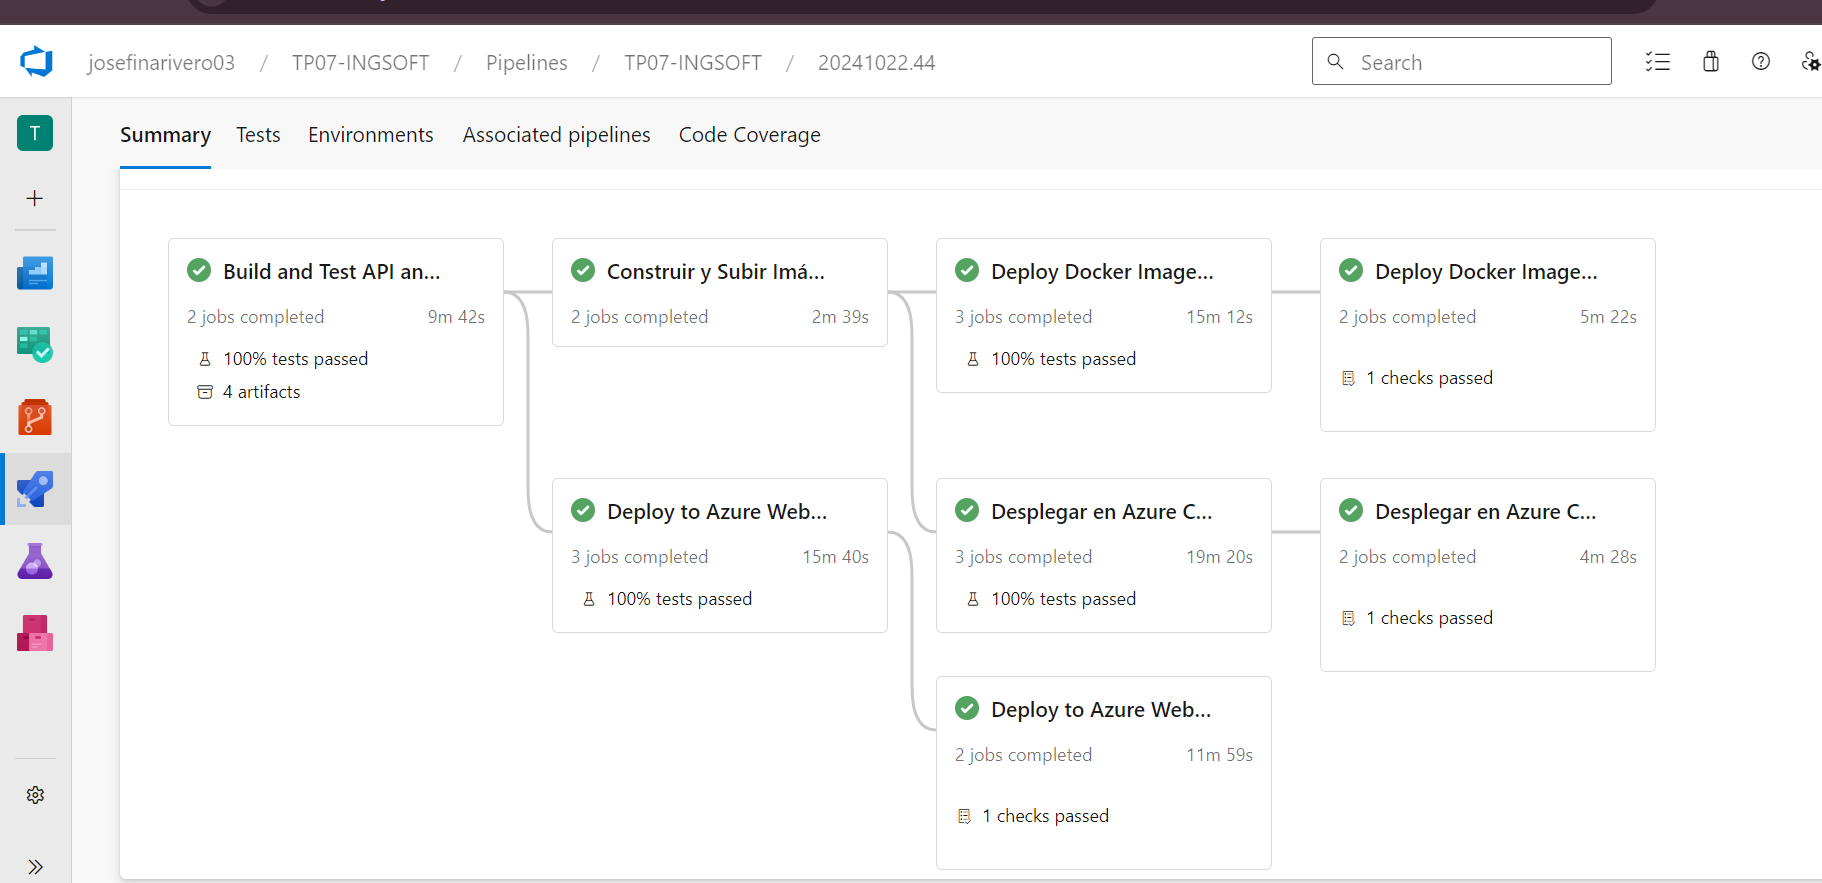 josefinarivero03 / TP07-INGSOFT / Pipelines / TP07-INGSOFT / 20241022.44
Search
T
Summary Tests Environments Associated pipelines Code Coverage
Build and Test API an...
2 jobs completed 9m 42s
100% tests passed
4 artifacts
Construir y Subir Imá...
2 jobs completed 2m 39s
Deploy Docker Image...
3 jobs completed 15m 12s
100% tests passed
Deploy Docker Image...
2 jobs completed 5m 22s
1 checks passed
Deploy to Azure Web...
3 jobs completed 15m 40s
100% tests passed
Desplegar en Azure C...
3 jobs completed 19m 20s
100% tests passed
Desplegar en Azure C...
2 jobs completed 4m 28s
1 checks passed
Deploy to Azure Web...
2 jobs completed 11m 59s
1 checks passed